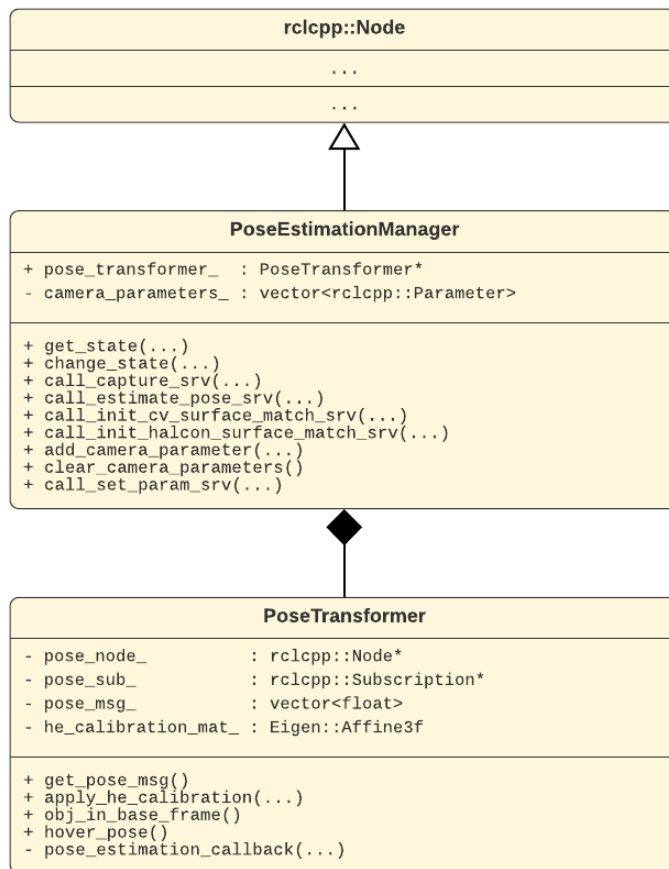 rclcpp::Node
...
...
PoseEstimationManager
+ pose_transformer_  : PoseTransformer*
- camera_parameters_ : vector<rclcpp::Parameter>
+ get_state(...)
+ change_state(...)
+ call_capture_srv(...)
+ call_estimate_pose_srv(...)
+ call_init_cv_surface_match_srv(...)
+ call_init_halcon_surface_match_srv(...)
+ add_camera_parameter(...)
+ clear_camera_parameters()
+ call_set_param_srv(...)
PoseTransformer
- pose_node_          : rclcpp::Node*
- pose_sub_           : rclcpp::Subscription*
- pose_msg_           : vector<float>
- he_calibration_mat_ : Eigen::Affine3f
+ get_pose_msg()
+ apply_he_calibration(...)
+ obj_in_base_frame()
+ hover_pose()
- pose_estimation_callback(...)